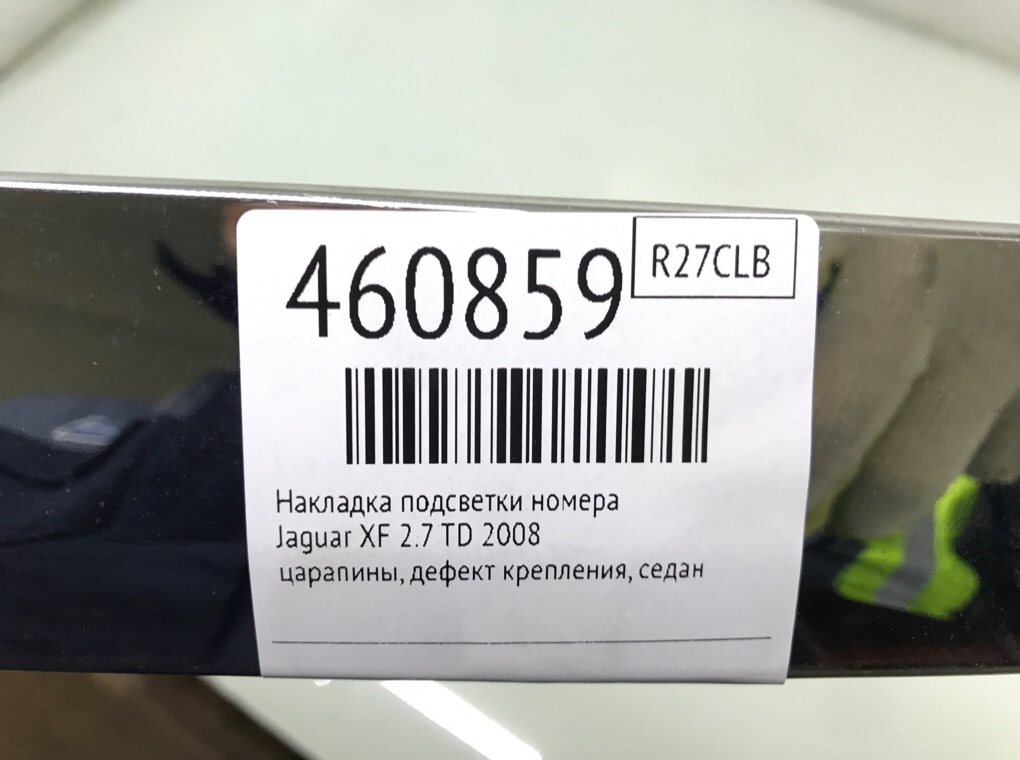 460859
R27CLB
Накладка подсветки номера
Jaguar XF 2.7 TD 2008
царапины, дефект крепления, седан